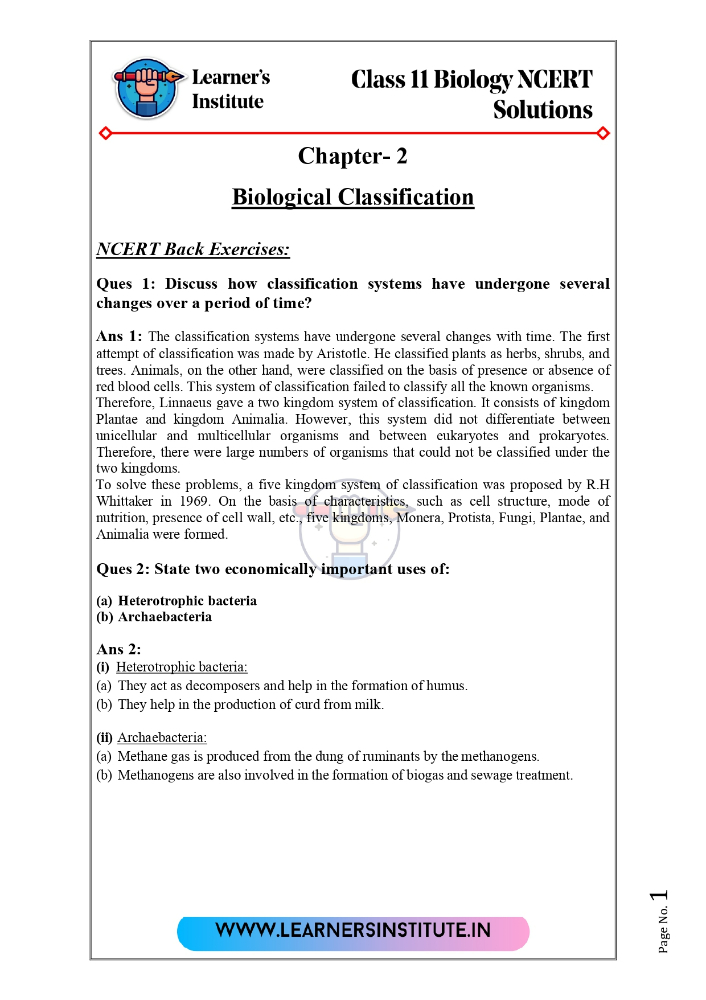 Learner's
Institute
Class 11 Biology NCERT
Solutions
Chapter- 2
Biological Classification
NCERT Back Exercises:
Ques 1: Discuss how classification systems have undergone several
changes over a period of time?
Ans 1: The classification systems have undergone several changes with time. The first
attempt of classification was made by Aristotle. He classified plants as herbs, shrubs, and
trees. Animals, on the other hand, were classified on the basis of presence or absence of
red blood cells. This system of classification failed to classify all the known organisms.
Therefore, Linnaeus gave a two kingdom system of classification. It consists of kingdom
Plantae and kingdom Animalia. However, this system did not differentiate between
unicellular and multicellular organisms and between eukaryotes and prokaryotes.
Therefore, there were large numbers of organisms that could not be classified under the
two kingdoms.
To solve these problems, a five kingdom system of classification was proposed by R.H
Whittaker in 1969. On the basis of characteristics, such as cell structure, mode of
nutrition, presence of cell wall, etc., five kingdoms, Monera, Protista, Fungi, Plantae, and
Animalia were formed.
Ques 2: State two economically important uses of:
(a) Heterotrophic bacteria
(b) Archaebacteria
Ans 2:
(i) Heterotrophic bacteria:
(a) They act as decomposers and help in the formation of humus.
(b) They help in the production of curd from milk.
(ii) Archaebacteria:
(a) Methane gas is produced from the dung of ruminants by the methanogens.
(b) Methanogens are also involved in the formation of biogas and sewage treatment.
WWW.LEARNERSINSTITUTE.IN
Page No. 1